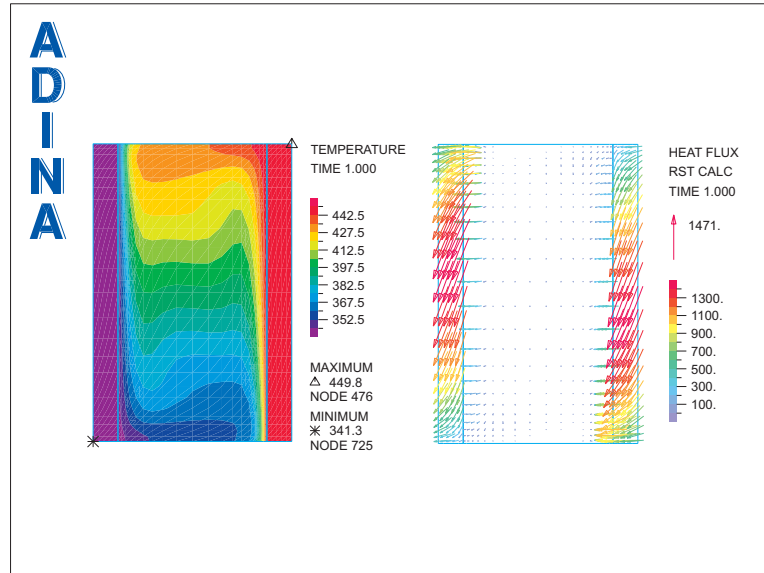 ADINA
TEMPERATURE
TIME 1.000
442.5
427.5
412.5
397.5
382.5
367.5
352.5
MAXIMUM
△ 449.8
NODE 476
MINIMUM
✳ 341.3
NODE 725
HEAT FLUX
RST CALC
TIME 1.000
1471.
1300.
1100.
900.
700.
500.
300.
100.